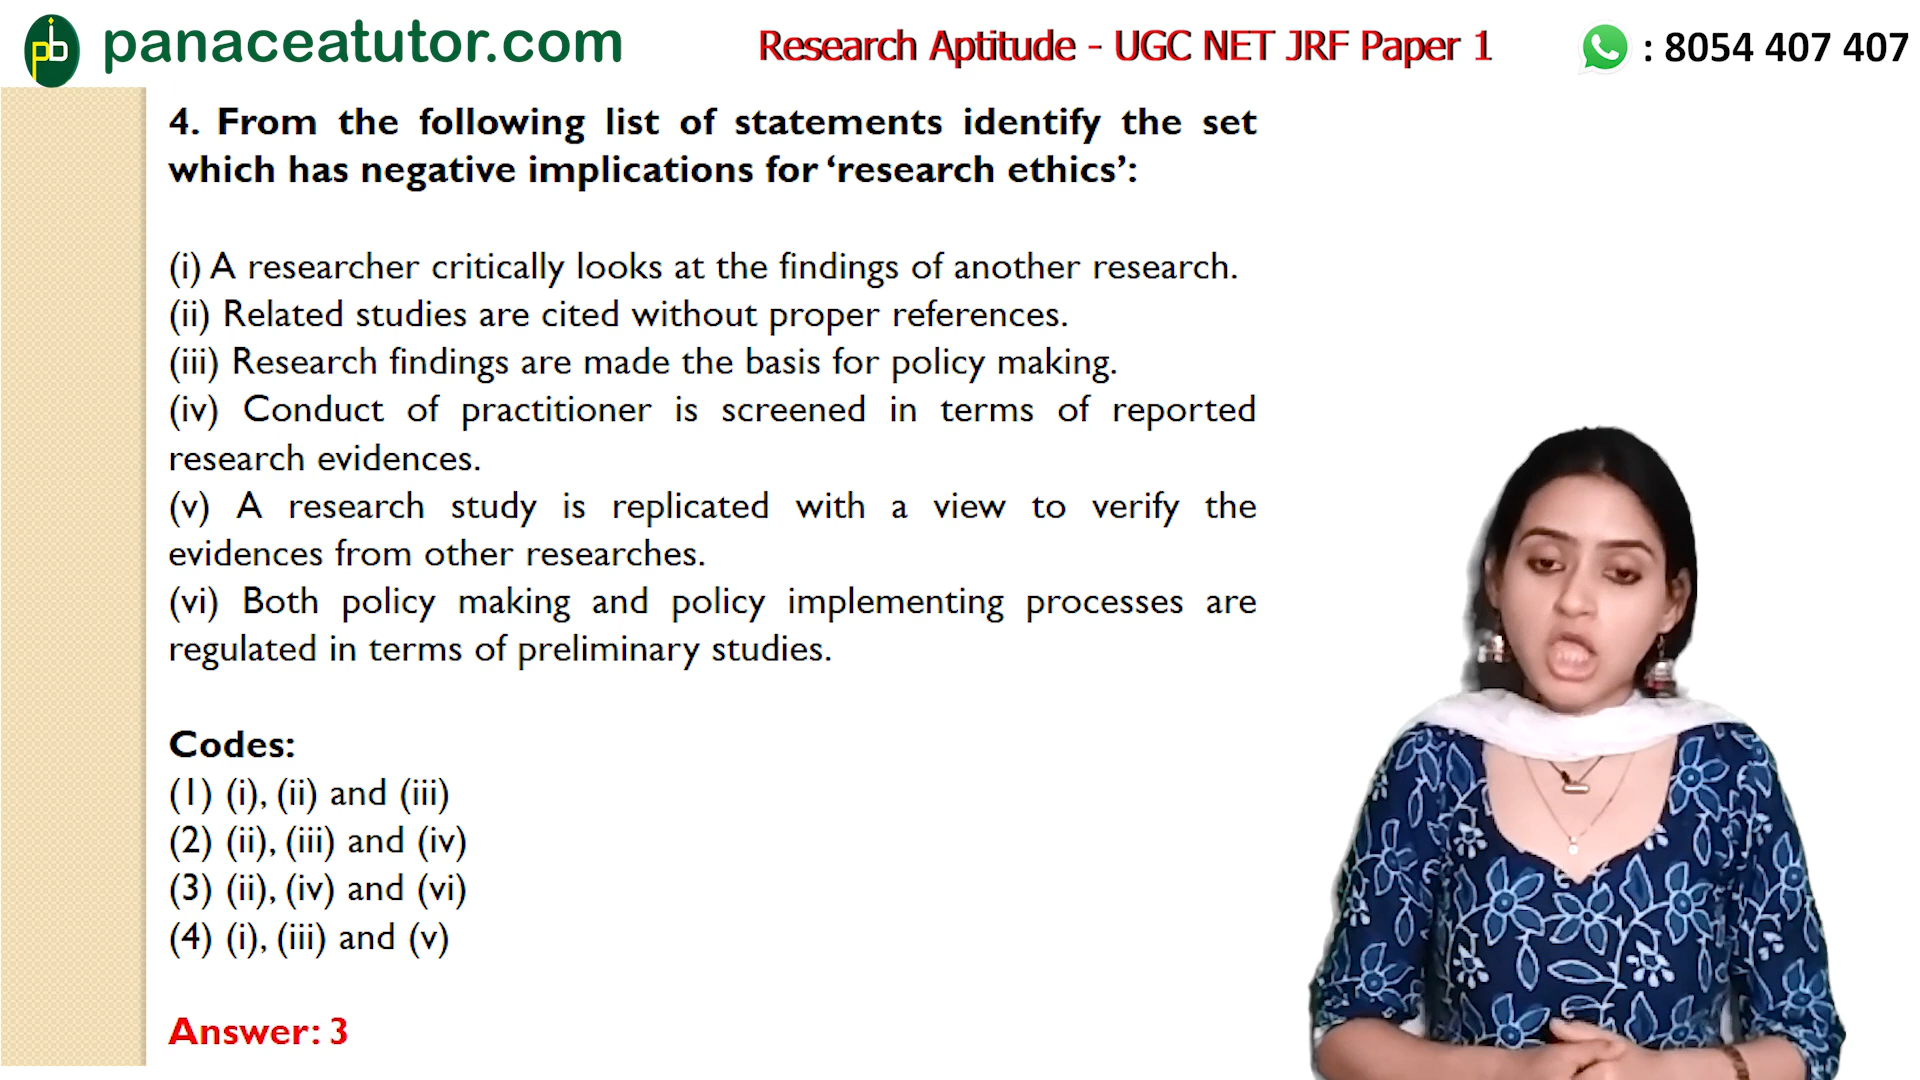 pb panaceatutor.com
Research Aptitude - UGC NET JRF Paper 1
: 8054 407 407
4. From the following list of statements identify the set
which has negative implications for ‘research ethics’:
(i) A researcher critically looks at the findings of another research.
(ii) Related studies are cited without proper references.
(iii) Research findings are made the basis for policy making.
(iv) Conduct of practitioner is screened in terms of reported
research evidences.
(v) A research study is replicated with a view to verify the
evidences from other researches.
(vi) Both policy making and policy implementing processes are
regulated in terms of preliminary studies.
Codes:
(1) (i), (ii) and (iii)
(2) (ii), (iii) and (iv)
(3) (ii), (iv) and (vi)
(4) (i), (iii) and (v)
Answer: 3